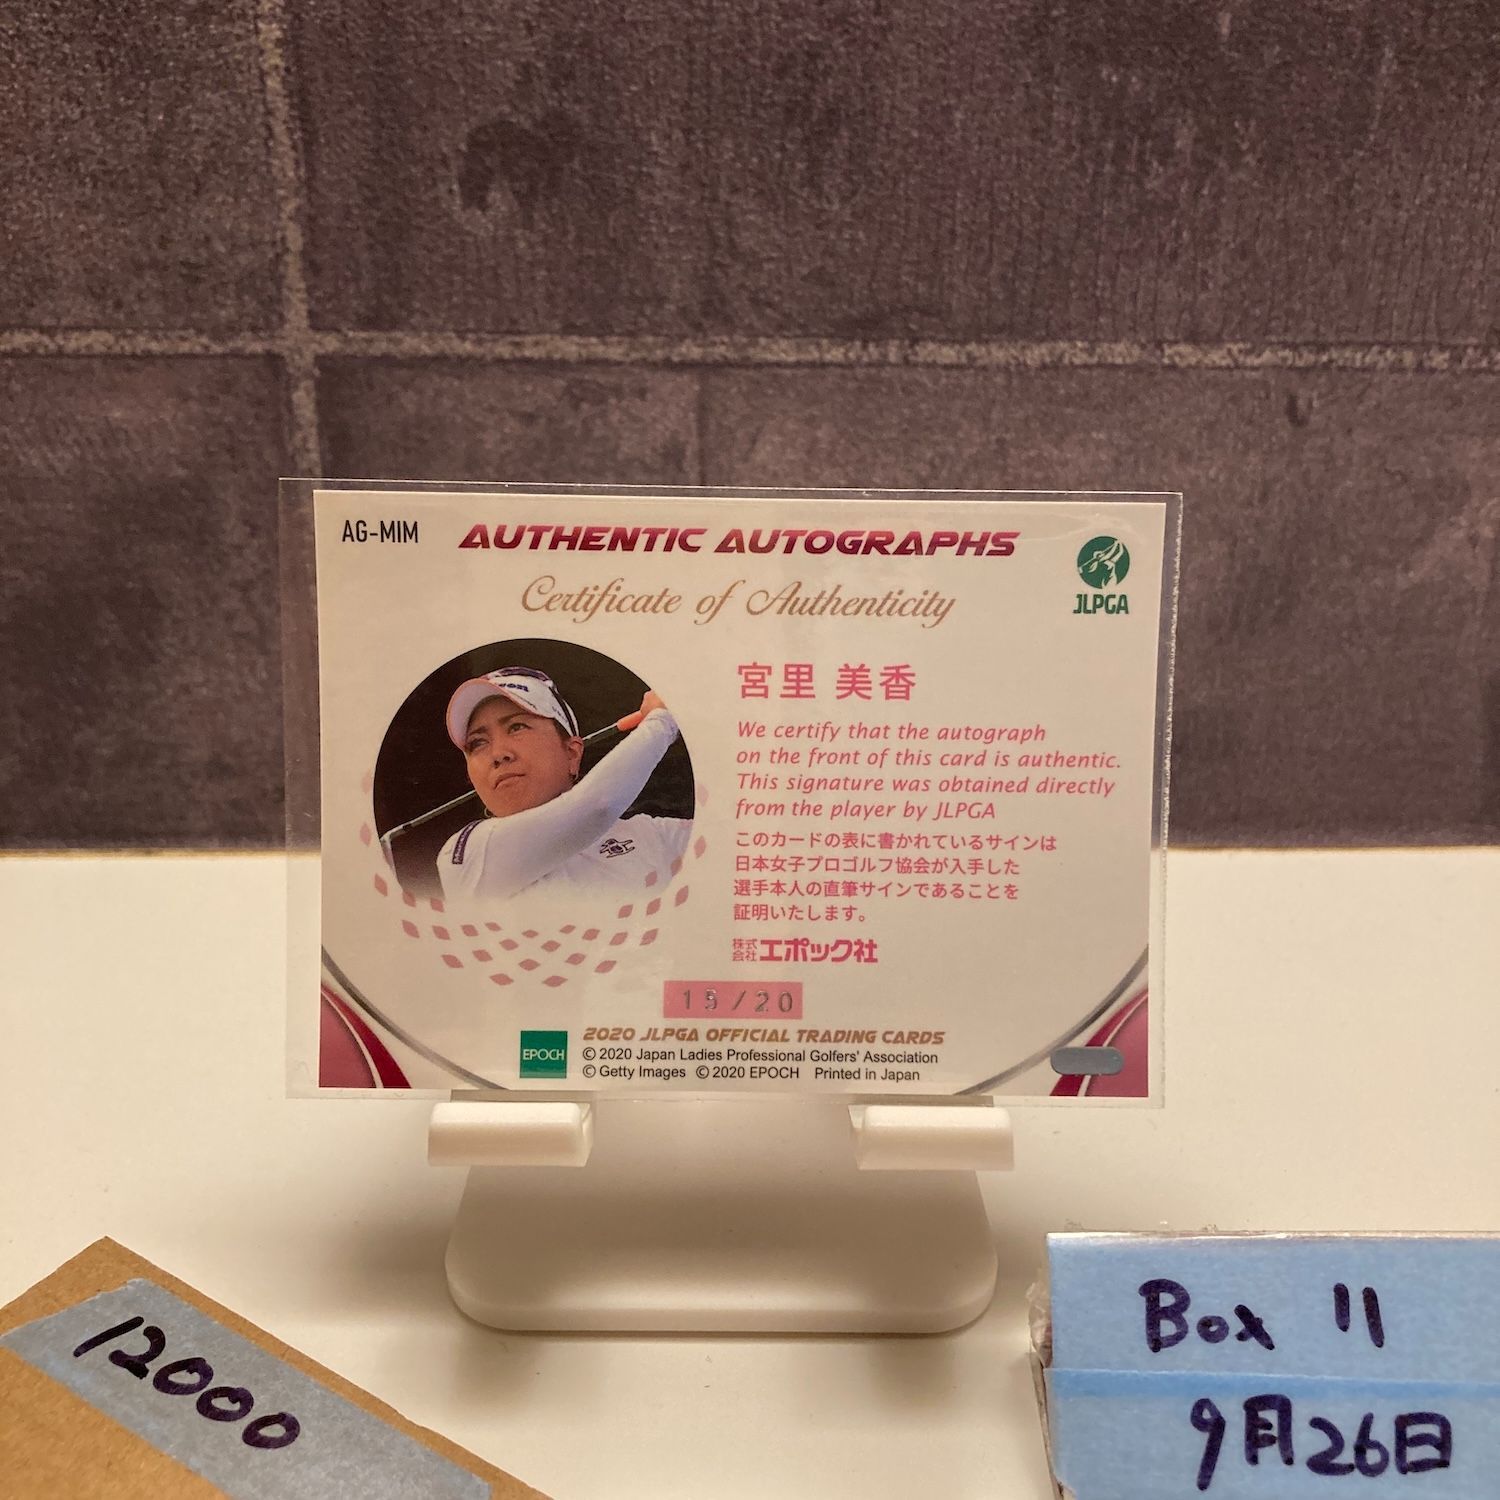 AG-MIM
AUTHENTIC AUTOGRAPHS
Certificate of Authenticity
JLPGA
宮里 美香
We certify that the autograph
on the front of this card is authentic.
This signature was obtained directly
from the player by JLPGA
このカードの表に書かれているサインは
日本女子プロゴルフ協会が入手した
選手本人の直筆サインであることを
証明いたします。
株式会社エポック社
15/20
EPOCH
2020 JLPGA OFFICIAL TRADING CARDS
© 2020 Japan Ladies Professional Golfers' Association
© Getty Images © 2020 EPOCH Printed in Japan
12000
Box 11
9月26日